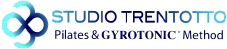 STUDIO TRENTOTTO
Pilates & GYROTONIC® Method